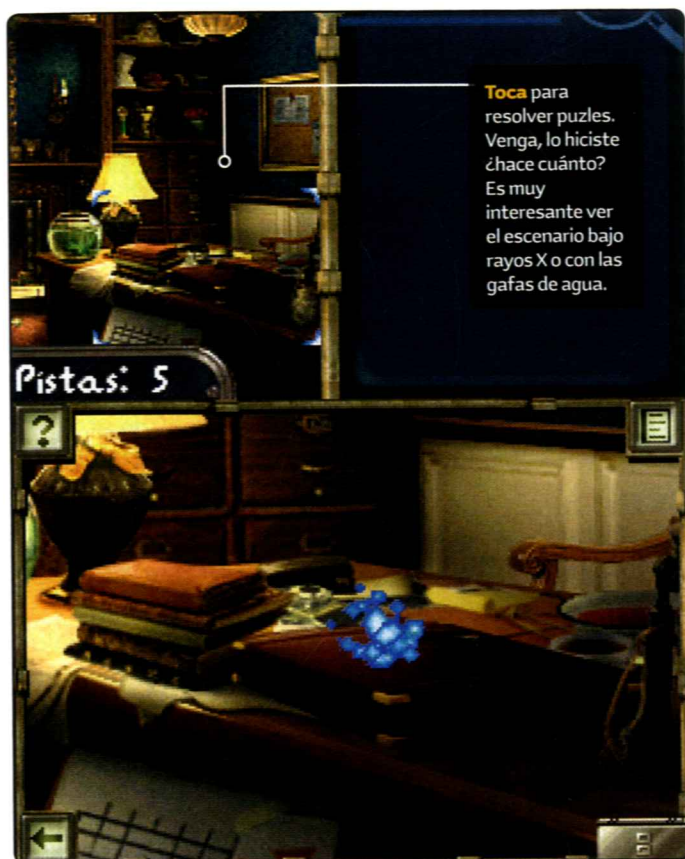 Toca para
resolver puzles.
Venga, lo hiciste
¿hace cuánto?
Es muy
interesante ver
el escenario bajo
rayos X o con las
gafas de agua.
Pistas: 5
?